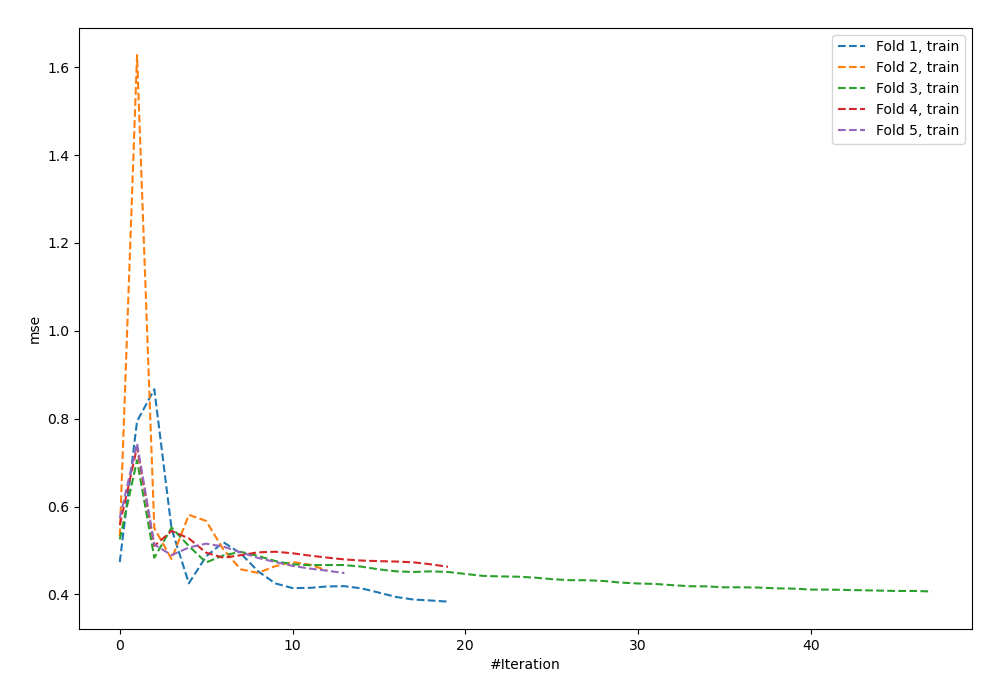 Fold 1, train
Fold 2, train
Fold 3, train
Fold 4, train
Fold 5, train
1.6
1.4
1.2
1.0
0.8
0.6
0.4
mse
0
10
20
30
40
#Iteration